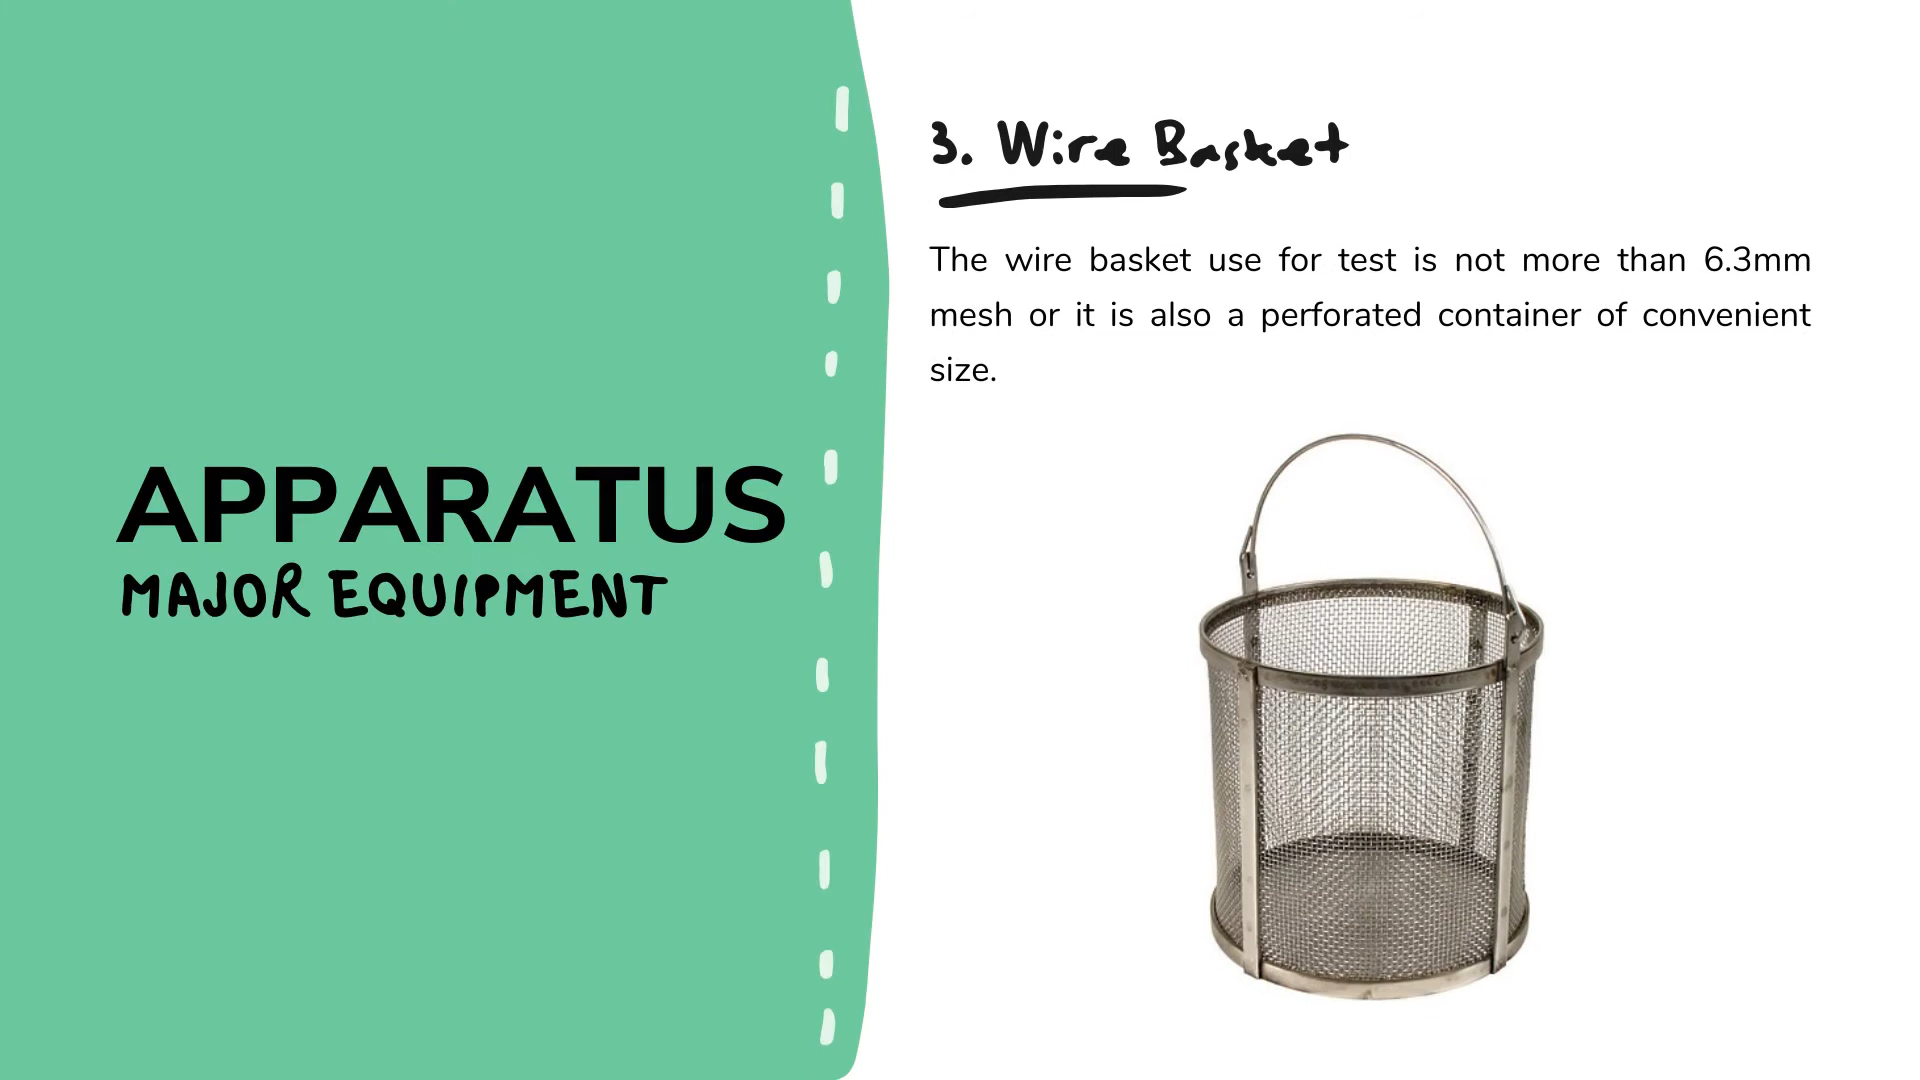 APPARATUS
MAJOR EQUIPMENT
3. Wire Basket
The wire basket use for test is not more than 6.3mm
mesh or it is also a perforated container of convenient
size.